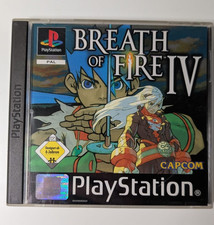 PlayStation
PAL
BREATH
OF FIRE IV
CAPCOM
PlayStation
PlayStation